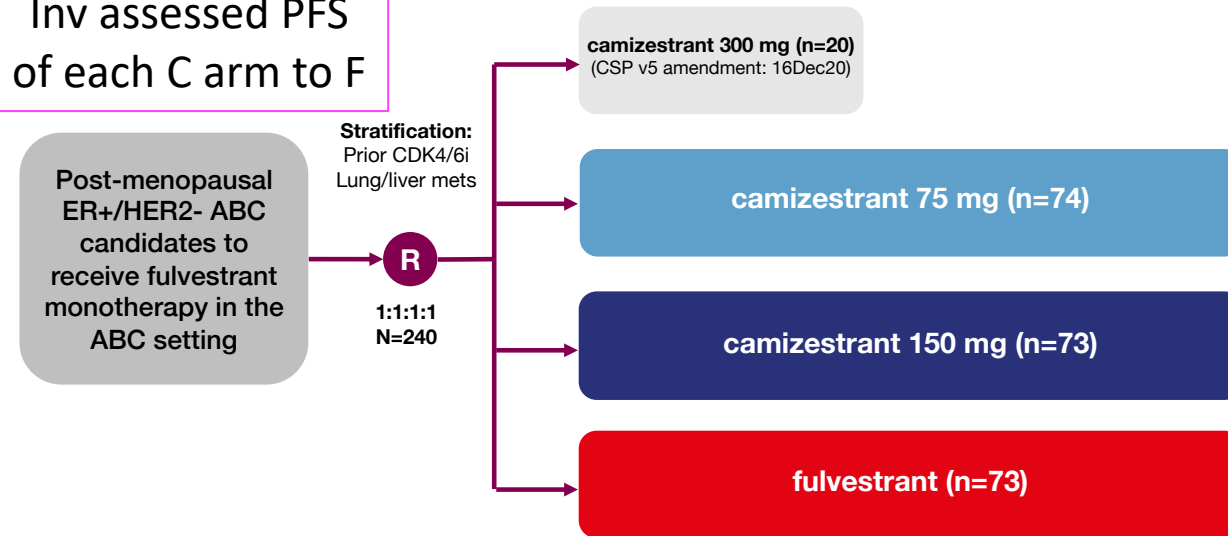 Inv assessed PFS
of each C arm to F
Post-menopausal
ER+/HER2- ABC
candidates to
receive fulvestrant
monotherapy in the
ABC setting
Stratification:
Prior CDK4/6i
Lung/liver mets
R
1:1:1:1
N=240
camizestrant 300 mg (n=20)
(CSP v5 amendment: 16Dec20)
camizestrant 75 mg (n=74)
camizestrant 150 mg (n=73)
fulvestrant (n=73)